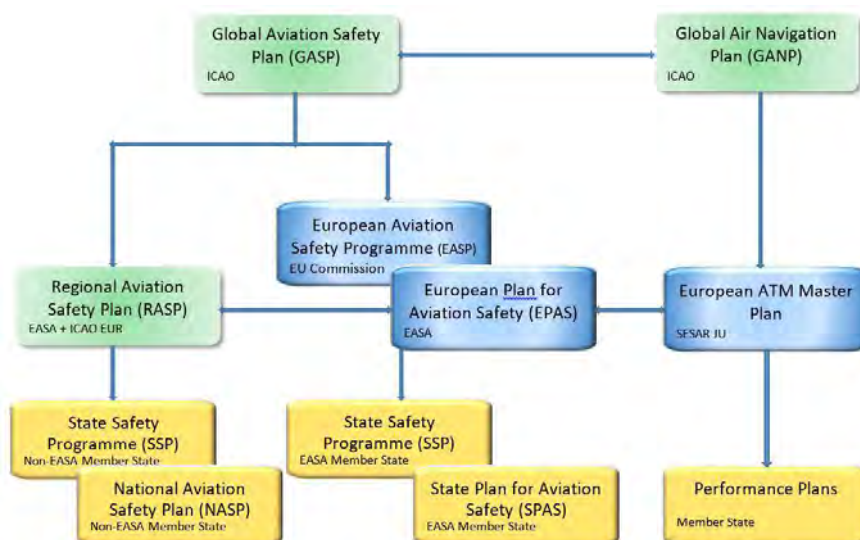 Global Aviation Safety
Plan (GASP)
ICAO
Global Air Navigation
Plan (GANP)
ICAO
European Aviation
Safety Programme (EASP)
EU Commission
Regional Aviation
Safety Plan (RASP)
EASA + ICAO EUR
European Plan for
Aviation Safety (EPAS)
EASA
European ATM Master
Plan
SESAR JU
State Safety
Programme (SSP)
Non-EASA Member State
National Aviation
Safety Plan (NASP)
Non-EASA Member State
State Safety
Programme (SSP)
EASA Member State
State Plan for Aviation
Safety (SPAS)
EASA Member State
Performance Plans
Member State